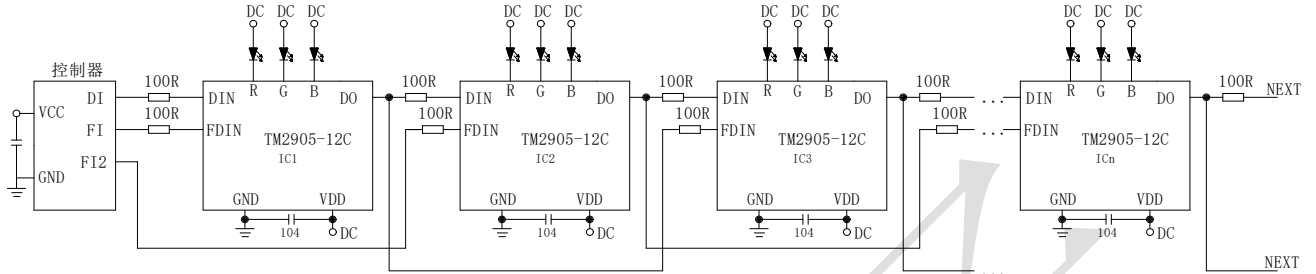 DC DC DC DC DC DC DC DC DC DC DC DC
控制器
VCC
GND
DI
FI
FI2
100R
100R
R G B
DIN
DO
FDIN
TM2905-12C
IC1
GND VDD
104
DC
100R
100R
R G B
DIN
DO
FDIN
TM2905-12C
IC2
GND VDD
104
DC
100R
100R
R G B
DIN
DO
FDIN
TM2905-12C
IC3
GND VDD
104
DC
100R
100R
...
...
...
R G B
DIN
DO
FDIN
TM2905-12C
ICn
GND VDD
104
DC
100R
NEXT
NEXT